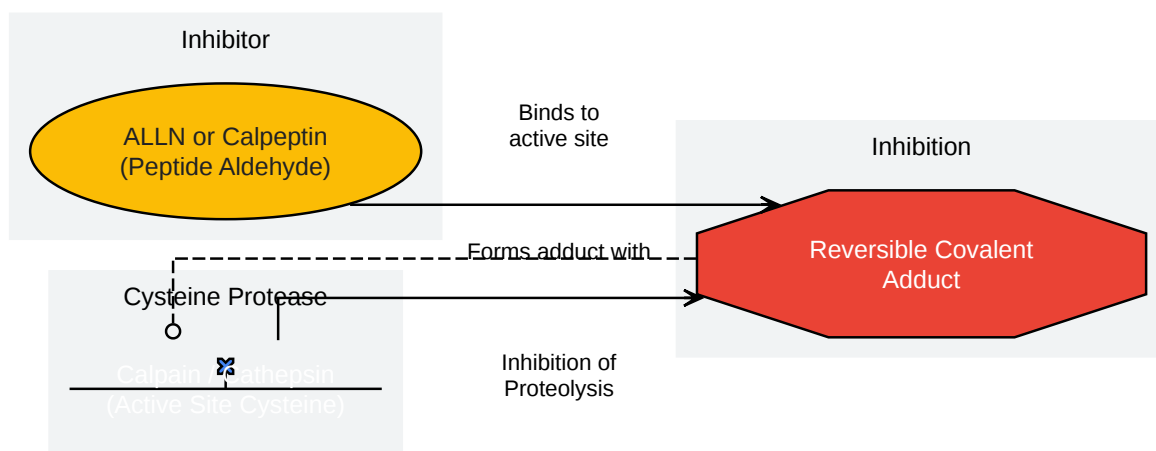 Inhibitor
ALLN or Calpeptin
(Peptide Aldehyde)
Binds to
active site
Inhibition
Reversible Covalent
Adduct
Forms adduct with
Cysteine Protease
Calpain / Cathepsin
(Active Site Cysteine)
Inhibition of
Proteolysis